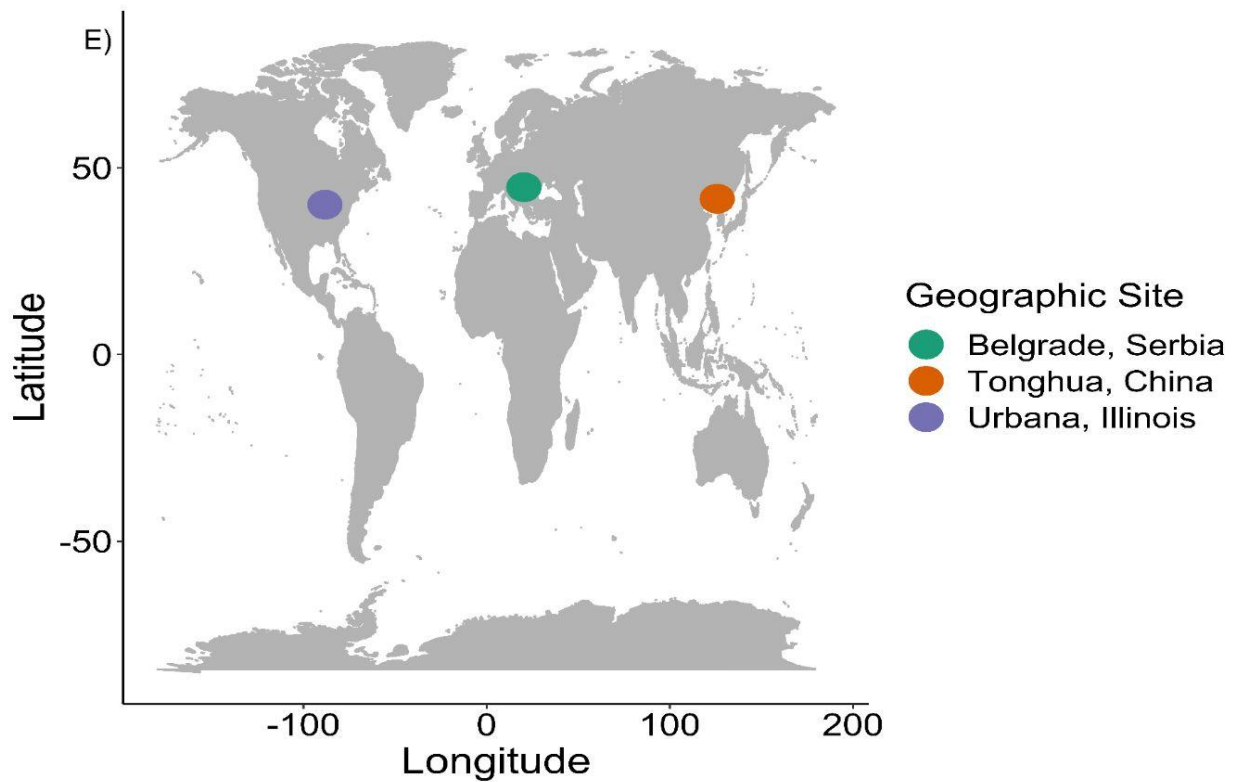 E)
50
0
-50
Latitude
-100 0 100 200
Longitude
Geographic Site
Belgrade, Serbia
Tonghua, China
Urbana, Illinois